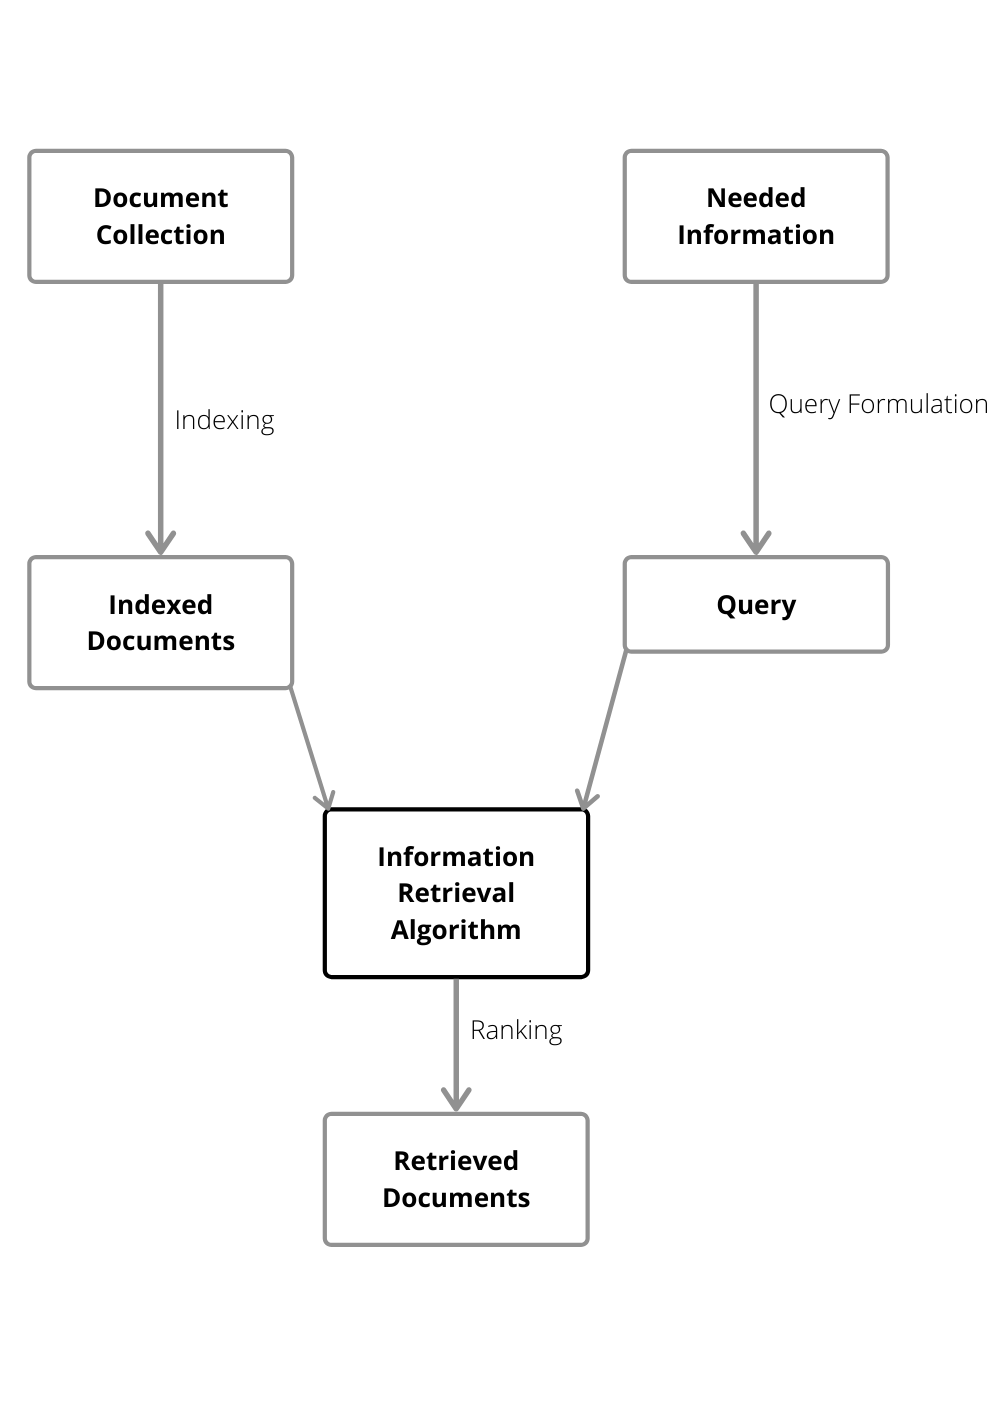 Document
Collection
Needed
Information
Indexing
Query Formulation
Indexed
Documents
Query
Information
Retrieval
Algorithm
Ranking
Retrieved
Documents